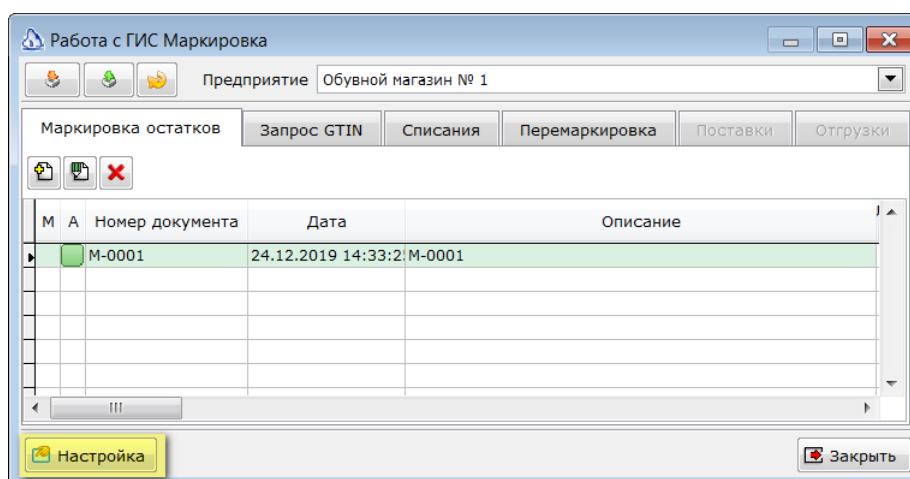 Работа с ГИС Маркировка
Предприятие Обувной магазин № 1
Маркировка остатков Запрос GTIN Списания Перемаркировка Поставки Отгрузки
М А Номер документа Дата Описание
М-0001 24.12.2019 14:33:2 М-0001
Настройка Закрыть